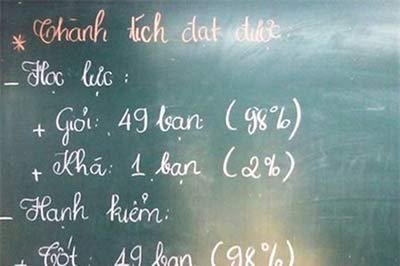 * Thành tích đạt được
- Học lực:
+ Giỏi: 49 bạn (98%)
+ Khá: 1 bạn (2%)
- Hạnh kiểm:
+ Tốt: 49 bạn (98%)